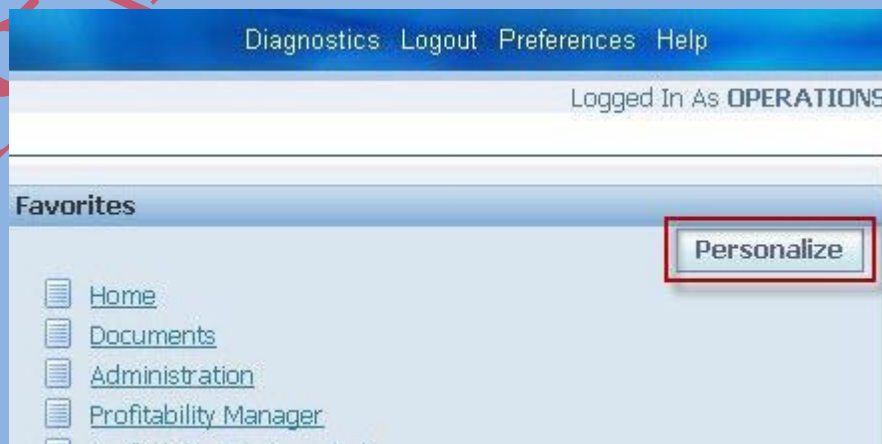 Diagnostics Logout Preferences Help
Logged In As OPERATIONS
Favorites
Personalize
Home
Documents
Administration
Profitability Manager